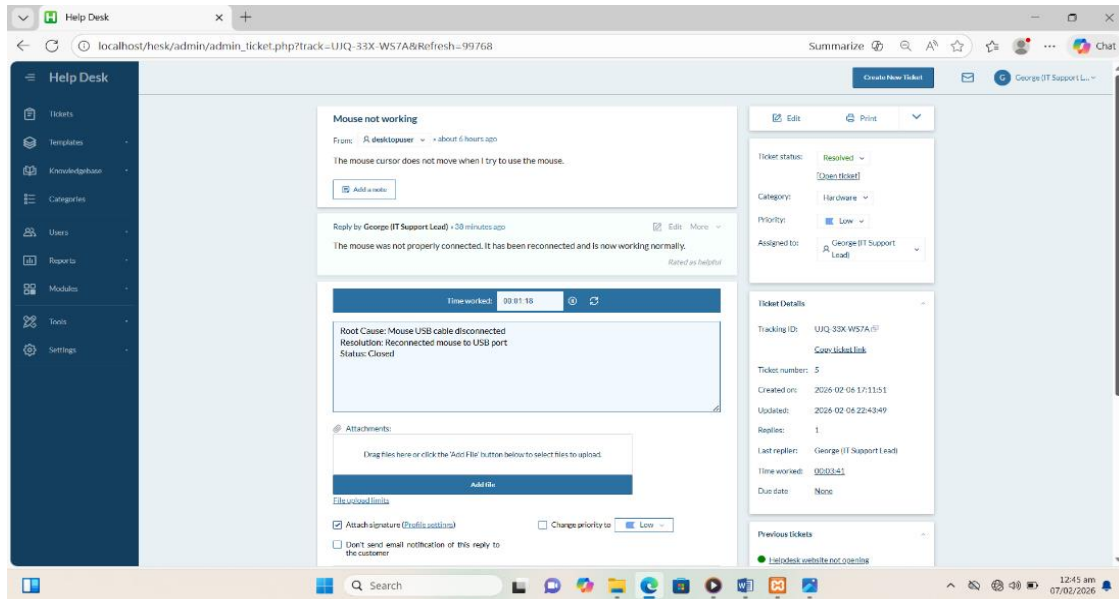 Help Desk
localhost/hesk/admin/admin_ticket.php?track=UJQ-33X-WS7A&Refresh=99768
Summarize
Chat
Help Desk
Create New Ticket
G George (IT Support L...
Tickets
Templates
Knowledgebase
Categories
Users
Reports
Modules
Tools
Settings
Mouse not working
From: desktopuser • about 6 hours ago
The mouse cursor does not move when I try to use the mouse.
Add a note
Reply by George (IT Support Lead) • 38 minutes ago
Edit More
The mouse was not properly connected. It has been reconnected and is now working normally.
Rated as helpful
Time worked: 00:01:18
Root Cause: Mouse USB cable disconnected
Resolution: Reconnected mouse to USB port
Status: Closed
Attachments:
Drag files here or click the 'Add File' button below to select files to upload.
Add file
File upload limits
Attach signature (Profile settings)
Change priority to Low
Don't send email notification of this reply to
the customer
Edit Print
Ticket status: Resolved
[Open ticket]
Category: Hardware
Priority: Low
Assigned to: George (IT Support
Lead)
Ticket Details
Tracking ID: UJQ-33X-WS7A
Copy ticket link
Ticket number: 5
Created on: 2026-02-06 17:11:51
Updated: 2026-02-06 22:43:49
Replies: 1
Last replier: George (IT Support Lead)
Time worked: 00:03:41
Due date None
Previous tickets
Helpdesk website not opening
Search
12:45 am
07/02/2026